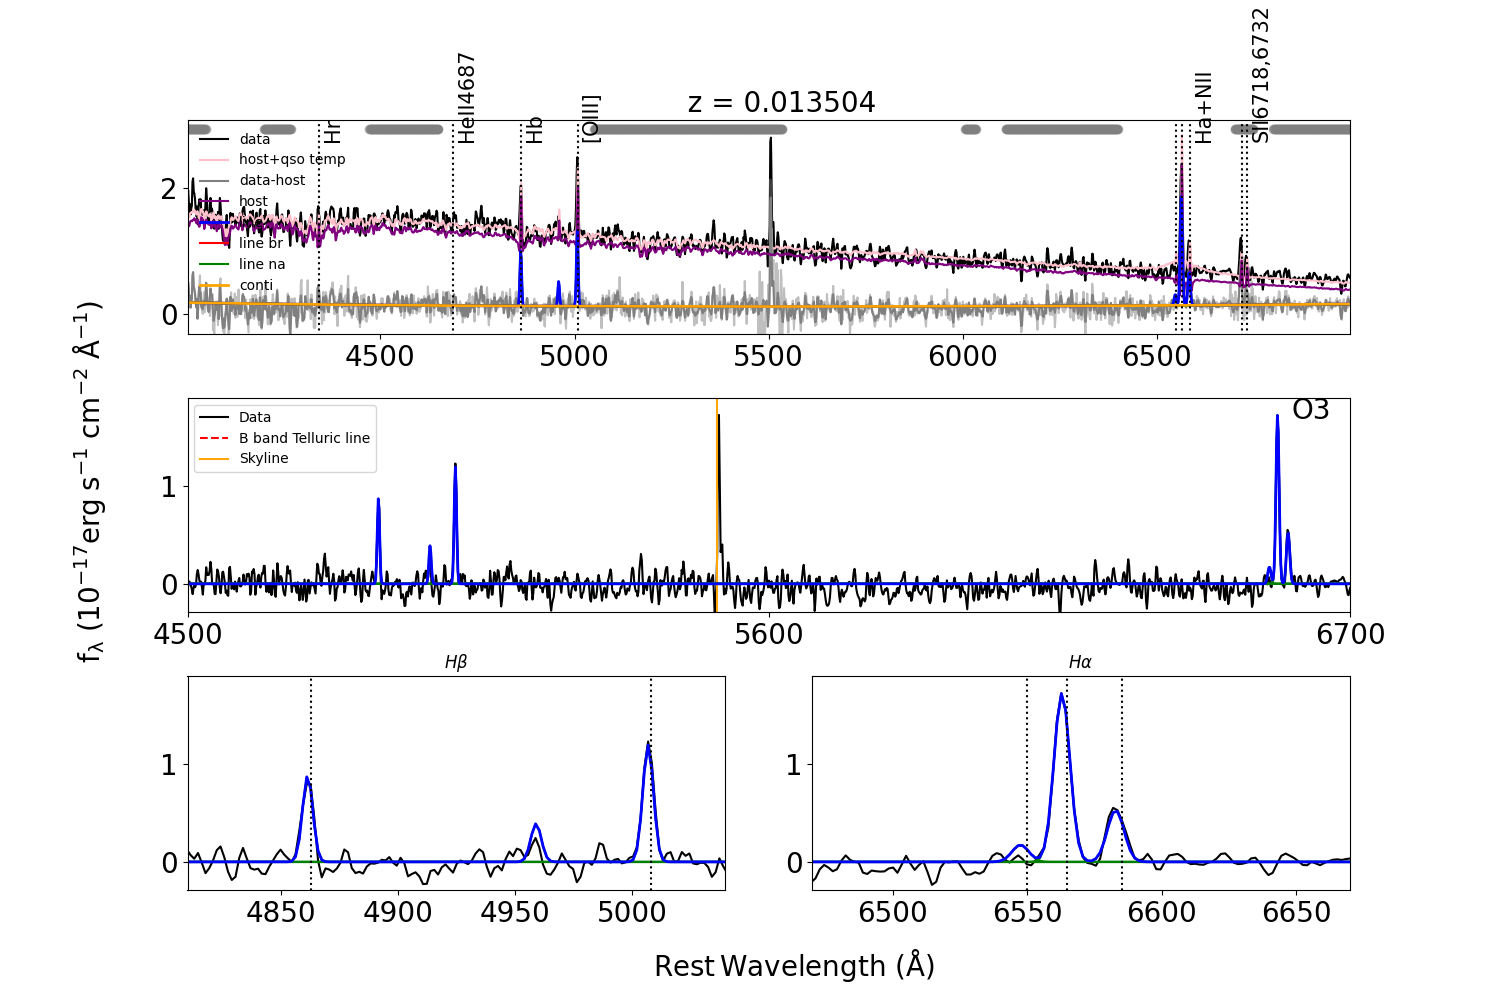 z = 0.013504
Hr
HeII4687
Hb
[OIII]
Ha+NII
SII6718,6732
data
host+qso temp
data-host
host
line br
line na
conti
2
0
4500
5000
5500
6000
6500
fλ (10⁻¹⁷erg s⁻¹ cm⁻² Å⁻¹)
Data
B band Telluric line
Skyline
O3
1
0
4500
5600
6700
Hβ
1
0
4850
4900
4950
5000
Hα
1
0
6500
6550
6600
6650
Rest Wavelength (Å)